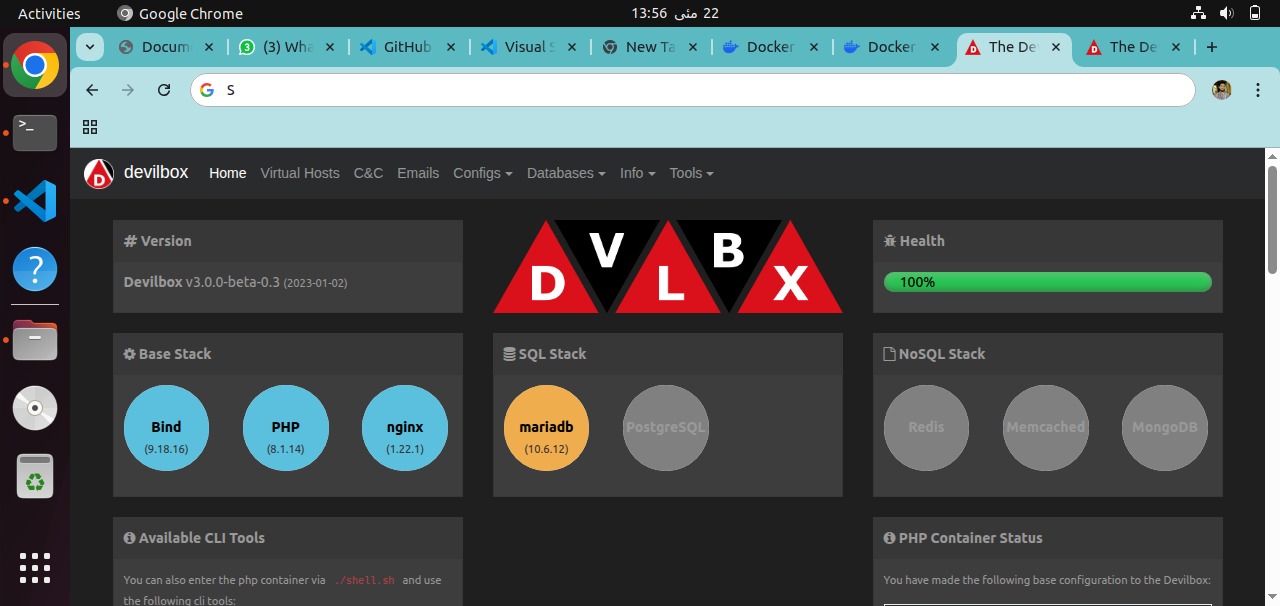 Activities Google Chrome 22 مئی 13:56
Docum (3) Wha GitHub Visual S New Ta Docker Docker The De The De
S
devilbox Home Virtual Hosts C&C Emails Configs Databases Info Tools
Version
Devilbox v3.0.0-beta-0.3 (2023-01-02)
D V L B X
Health
100%
Base Stack
Bind PHP nginx
(9.18.16) (8.1.14) (1.22.1)
SQL Stack
mariadb PostgreSQL
(10.6.12)
NoSQL Stack
Redis Memcached MongoDB
Available CLI Tools
You can also enter the php container via ./shell.sh and use
the following cli tools:
PHP Container Status
You have made the following base configuration to the Devilbox: